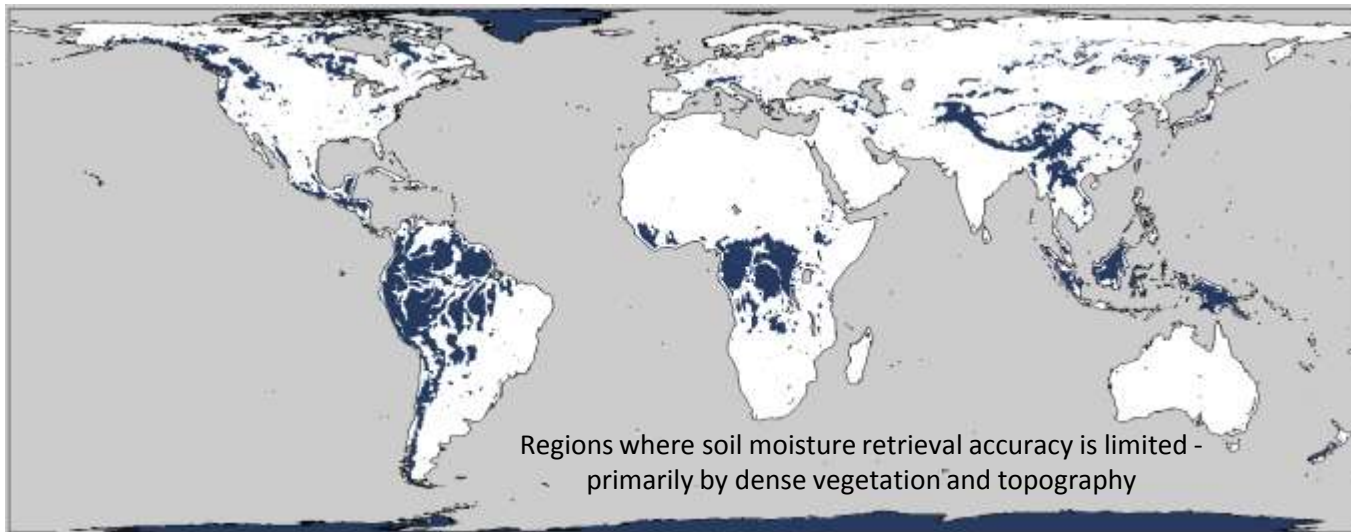 Regions where soil moisture retrieval accuracy is limited -
primarily by dense vegetation and topography